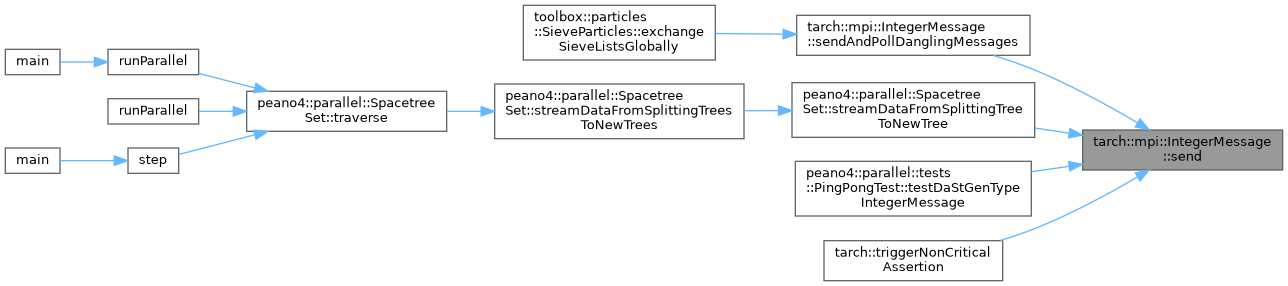 main
runParallel
runParallel
main
step
peano4::parallel::Spacetree
Set::traverse
toolbox::particles
::SieveParticles::exchange
SieveListsGlobally
peano4::parallel::Spacetree
Set::streamDataFromSplittingTrees
ToNewTrees
tarch::mpi::IntegerMessage
::sendAndPollDanglingMessages
peano4::parallel::Spacetree
Set::streamDataFromSplittingTree
ToNewTree
peano4::parallel::tests
::PingPongTest::testDaStGenType
IntegerMessage
tarch::triggerNonCritical
Assertion
tarch::mpi::IntegerMessage
::send